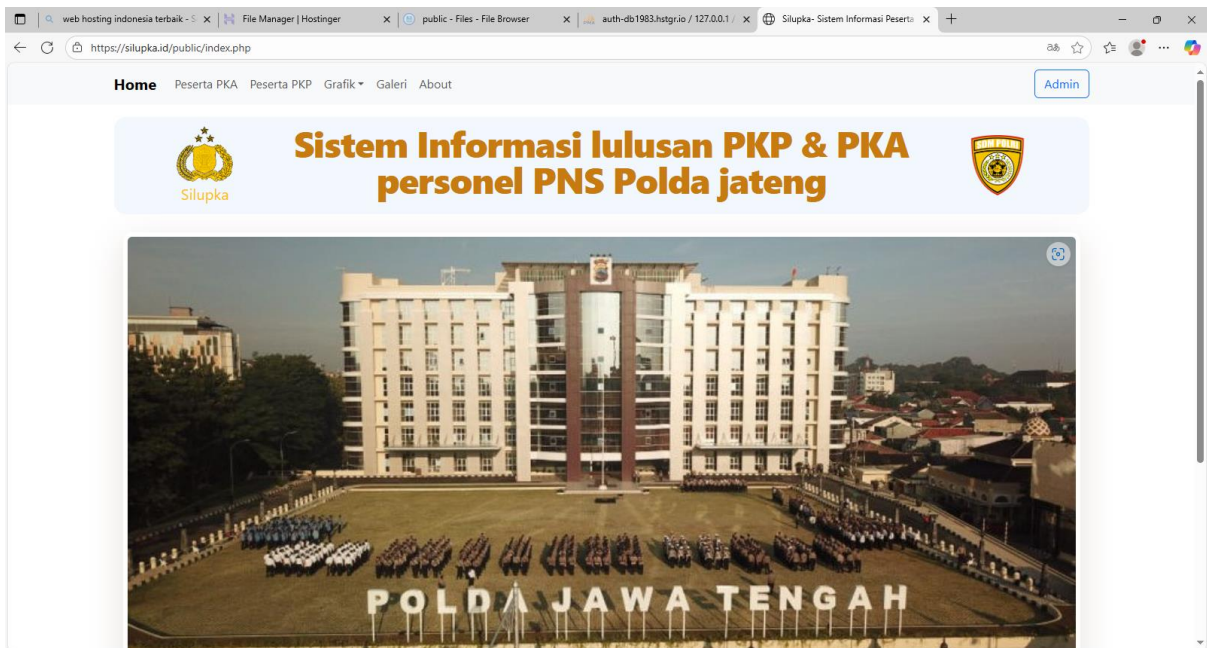 web hosting indonesia terbaik - S
File Manager | Hostinger
public - Files - File Browser
auth-db1983.hstgr.io / 127.0.0.1 /
Silupka- Sistem Informasi Peserta
https://silupka.id/public/index.php
Home Peserta PKA Peserta PKP Grafik Galeri About Admin
Silupka
Sistem Informasi lulusan PKP & PKA
personel PNS Polda jateng
SDM POLRI
POLDA JAWA TENGAH